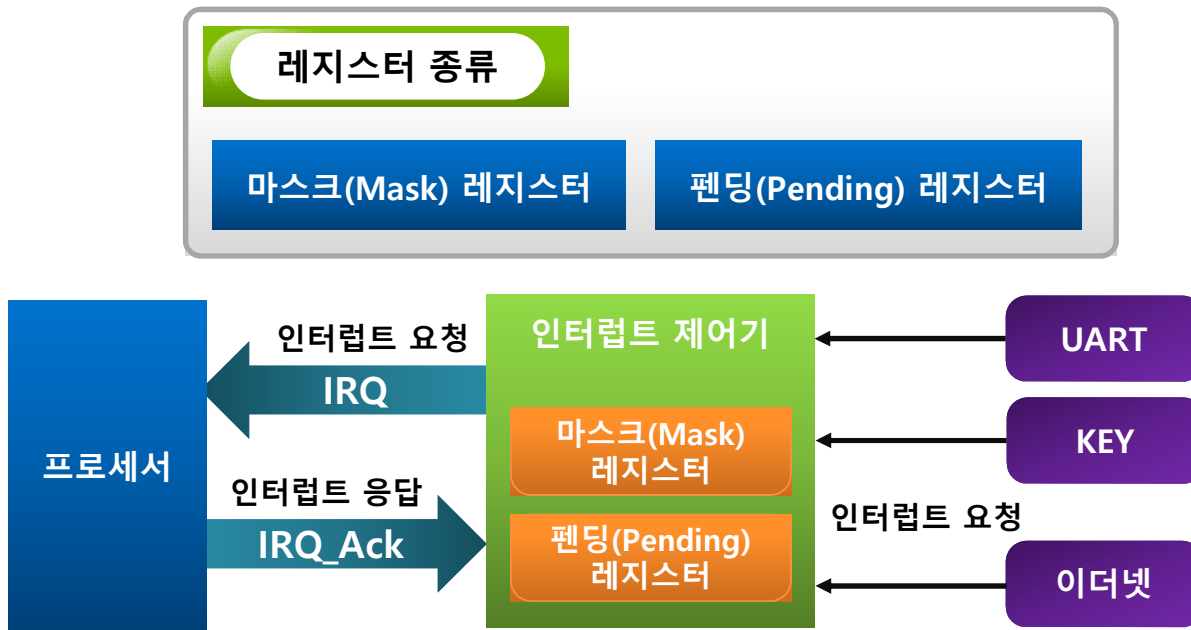 레지스터 종류
마스크(Mask) 레지스터
펜딩(Pending) 레지스터
인터럽트 요청
IRQ
프로세서
인터럽트 응답
IRQ_Ack
인터럽트 제어기
마스크(Mask)
레지스터
펜딩(Pending)
레지스터
UART
KEY
인터럽트 요청
이더넷